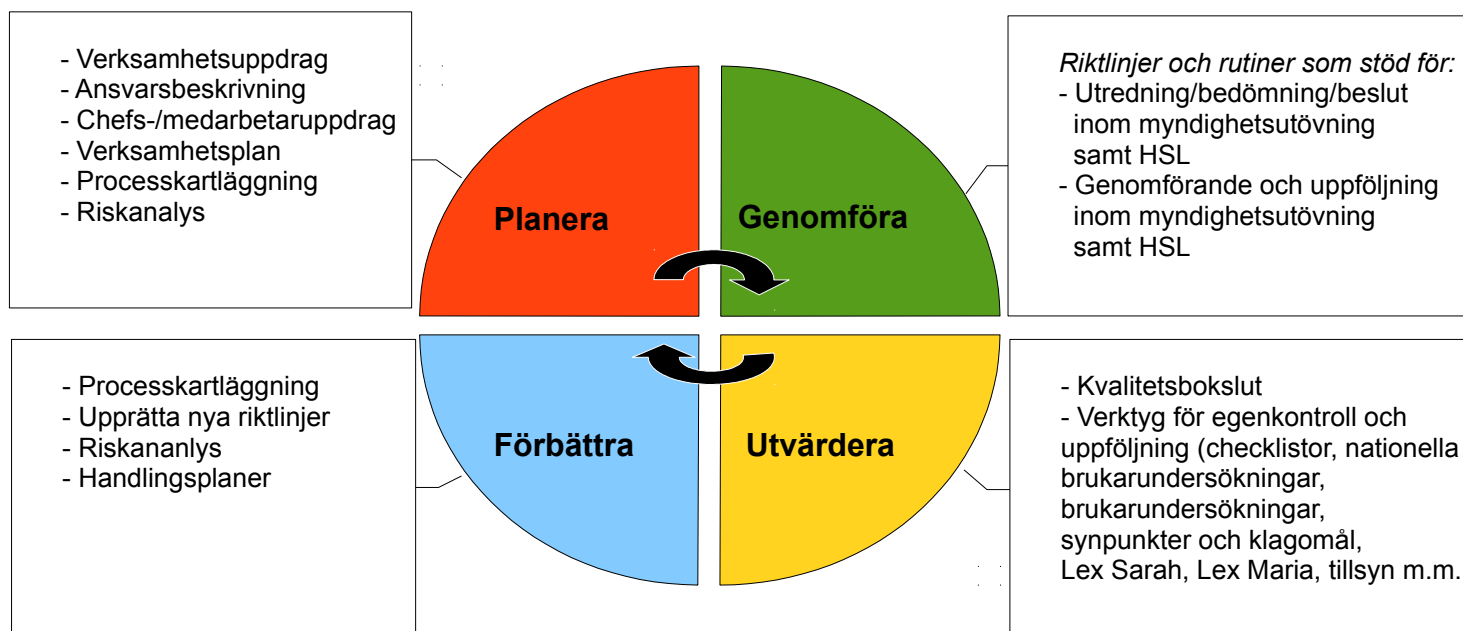 - Verksamhetsuppdrag
- Ansvarsbeskrivning
- Chefs-/medarbetaruppdrag
- Verksamhetsplan
- Processkartläggning
- Riskanalys
Planera
Genomföra
Riktlinjer och rutiner som stöd för:
- Utredning/bedömning/beslut
inom myndighetsutövning
samt HSL
- Genomförande och uppföljning
inom myndighetsutövning
samt HSL
- Processkartläggning
- Upprätta nya riktlinjer
- Riskananlys
- Handlingsplaner
Förbättra
Utvärdera
- Kvalitetsbokslut
- Verktyg för egenkontroll och
uppföljning (checklistor, nationella
brukarundersökningar,
brukarundersökningar,
synpunkter och klagomål,
Lex Sarah, Lex Maria, tillsyn m.m.